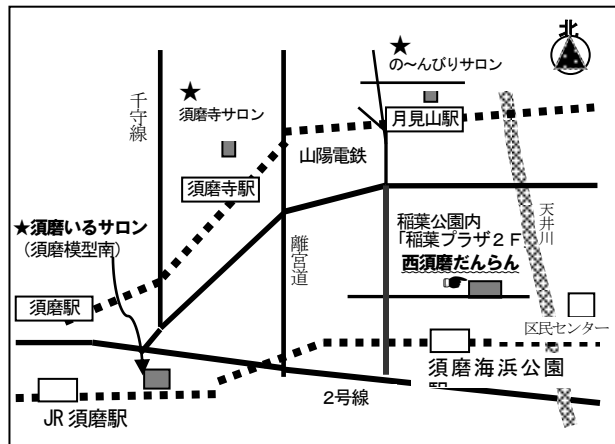 北
★
の~んびりサロン
★
須磨寺サロン
千守線
月見山駅
山陽電鉄
須磨寺駅
★須磨いるサロン
(須磨模型南)
離宮道
稲葉公園内
「稲葉プラザ2F
西須磨だんらん
天井川
須磨駅
区民センター
須磨海浜公園
駅
2号線
JR 須磨駅